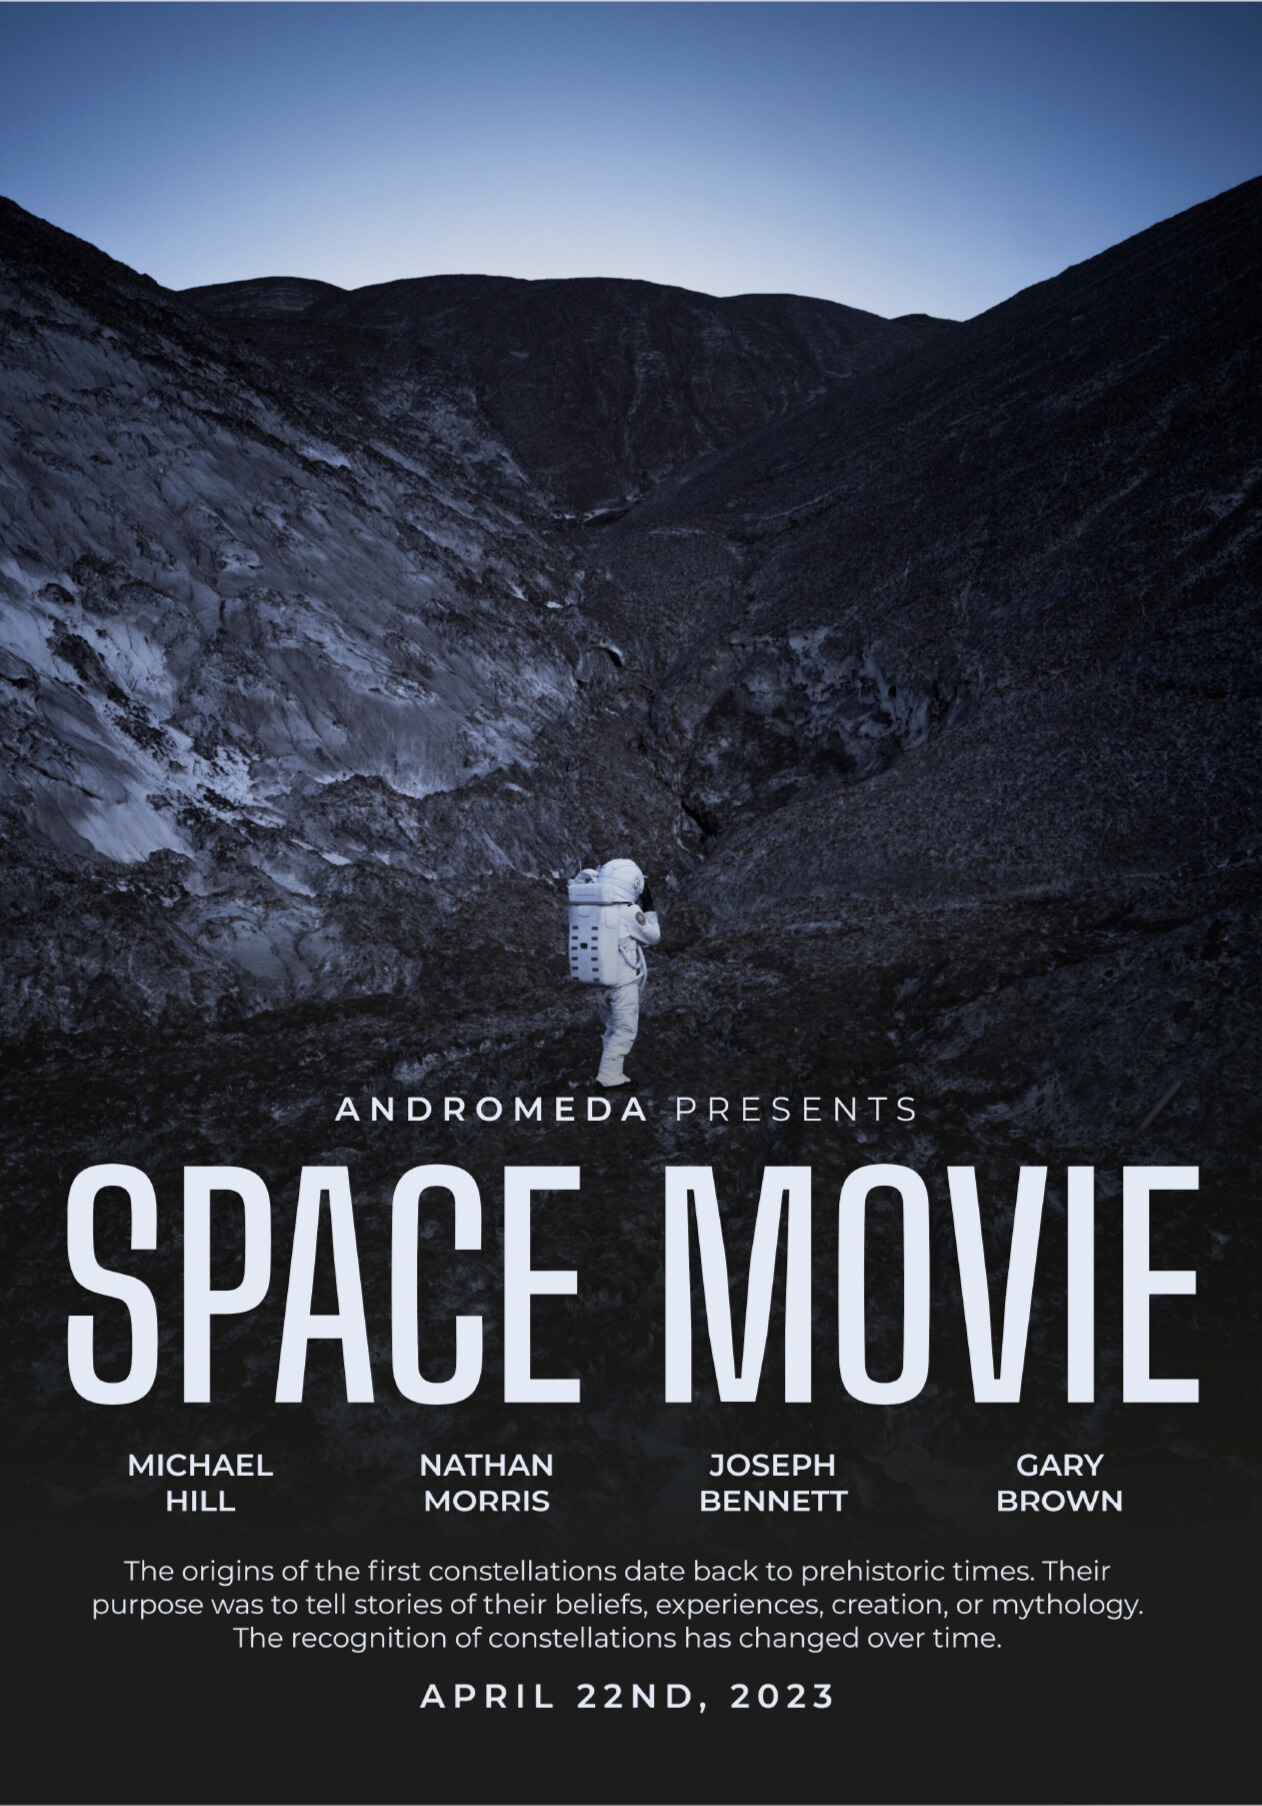 ANDROMEDA PRESENTS
SPACE MOVIE
MICHAEL HILL
NATHAN MORRIS
JOSEPH BENNETT
GARY BROWN
The origins of the first constellations date back to prehistoric times. Their
purpose was to tell stories of their beliefs, experiences, creation, or mythology.
The recognition of constellations has changed over time.
APRIL 22ND, 2023